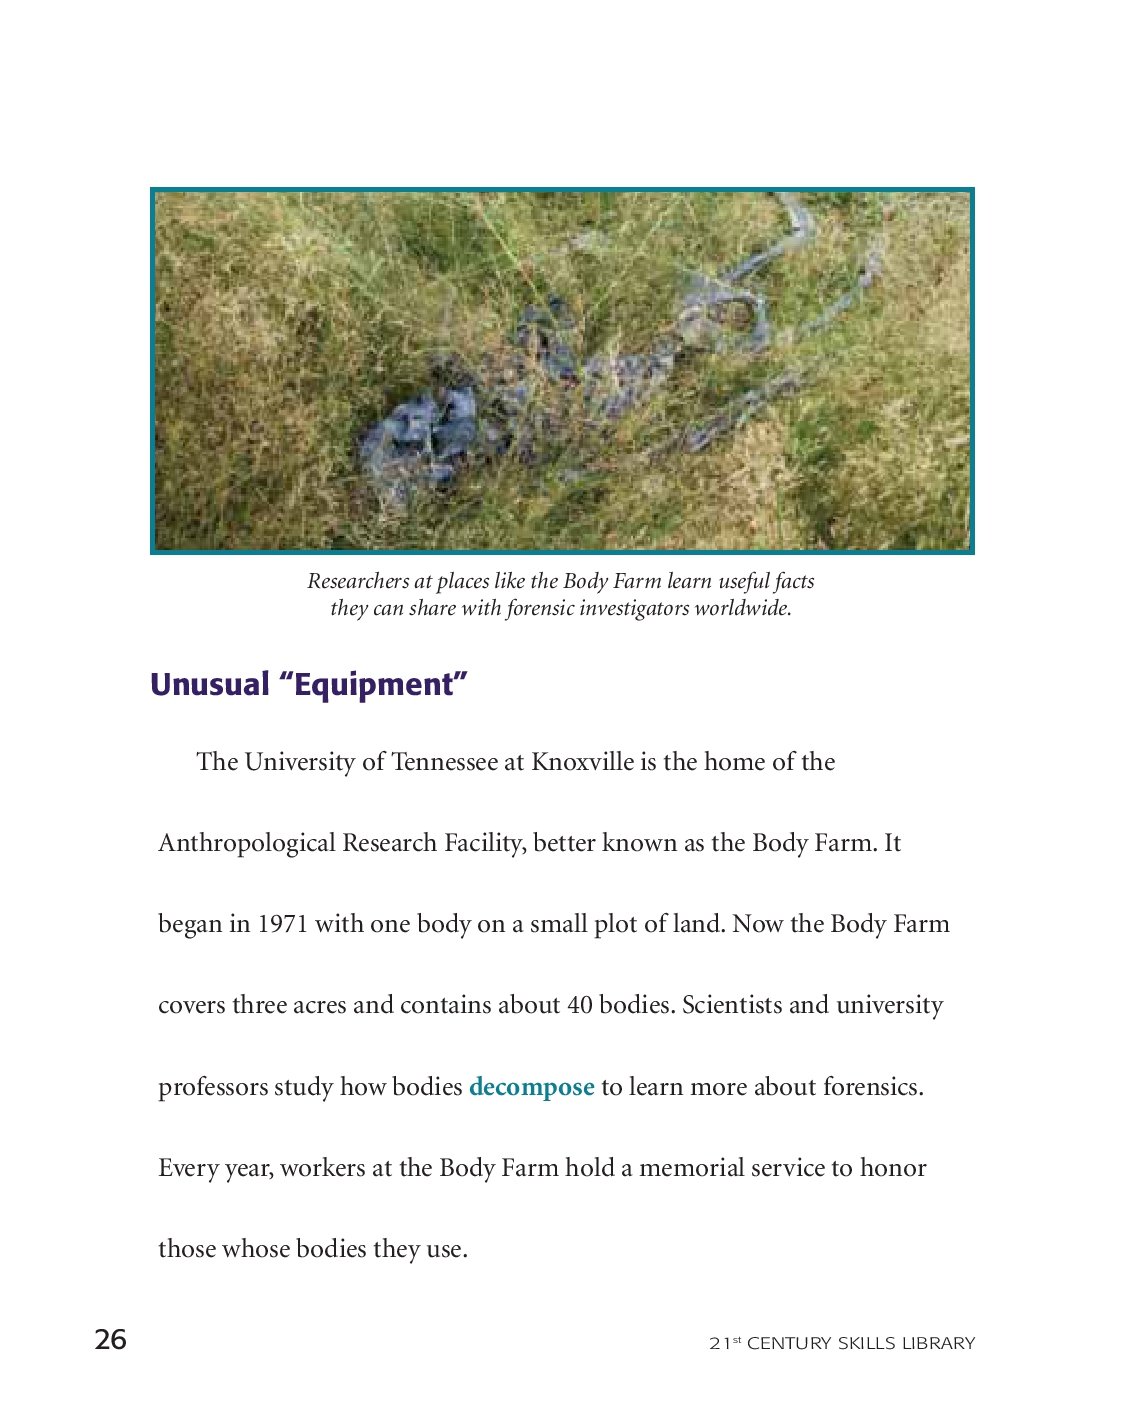 Researchers at places like the Body Farm learn useful facts
they can share with forensic investigators worldwide.
Unusual “Equipment”
The University of Tennessee at Knoxville is the home of the
Anthropological Research Facility, better known as the Body Farm. It
began in 1971 with one body on a small plot of land. Now the Body Farm
covers three acres and contains about 40 bodies. Scientists and university
professors study how bodies decompose to learn more about forensics.
Every year, workers at the Body Farm hold a memorial service to honor
those whose bodies they use.
26
21st CENTURY SKILLS LIBRARY